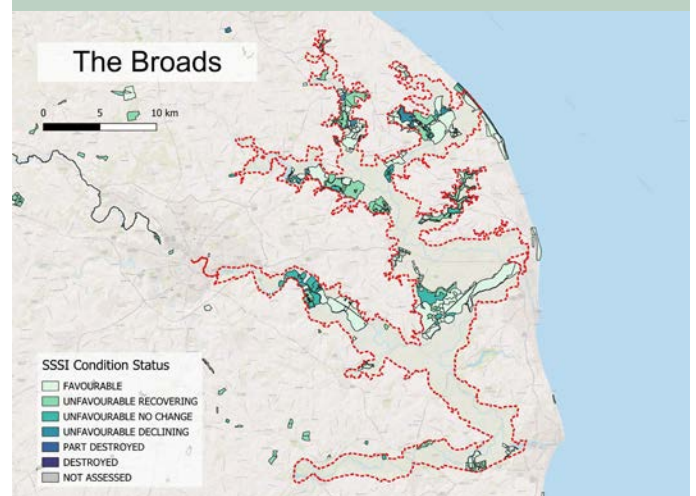 The Broads
0 5 10 km
SSSI Condition Status
FAVOURABLE
UNFAVOURABLE RECOVERING
UNFAVOURABLE NO CHANGE
UNFAVOURABLE DECLINING
PART DESTROYED
DESTROYED
NOT ASSESSED